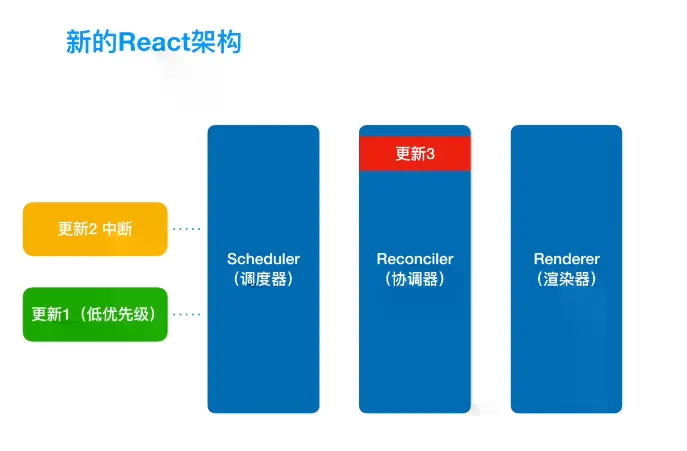 新的React架构
更新3
更新2 中断
更新1（低优先级）
Scheduler
（调度器）
Reconciler
（协调器）
Renderer
（渲染器）